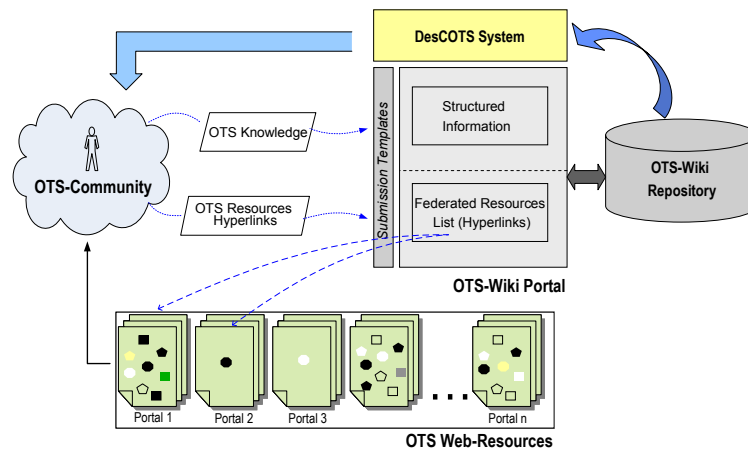 DesCOTS System
OTS Knowledge
Structured
Information
Submission Templates
OTS-Community
OTS-Wiki
Repository
OTS Resources
Hyperlinks
Federated Resources
List (Hyperlinks)
OTS-Wiki Portal
Portal 1
Portal 2
Portal 3
. . .
Portal n
OTS Web-Resources